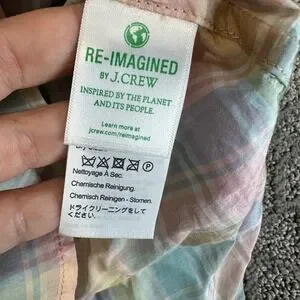 RE-IMAGINED
BY J.CREW
INSPIRED BY THE PLANET
AND ITS PEOPLE.
Learn more at
jcrew.com/reimagined
Dry Clean.
P
Nettoyage À Sec.
Chemische Reinigung.
Chemisch Reinigen - Stomen.
ドライクリーニングをして
ください。